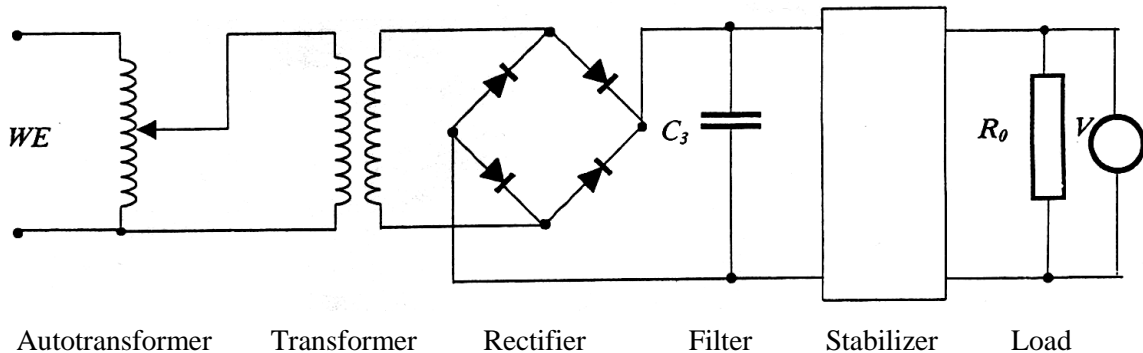 WE
C3
R0
V
Autotransformer Transformer Rectifier Filter Stabilizer Load